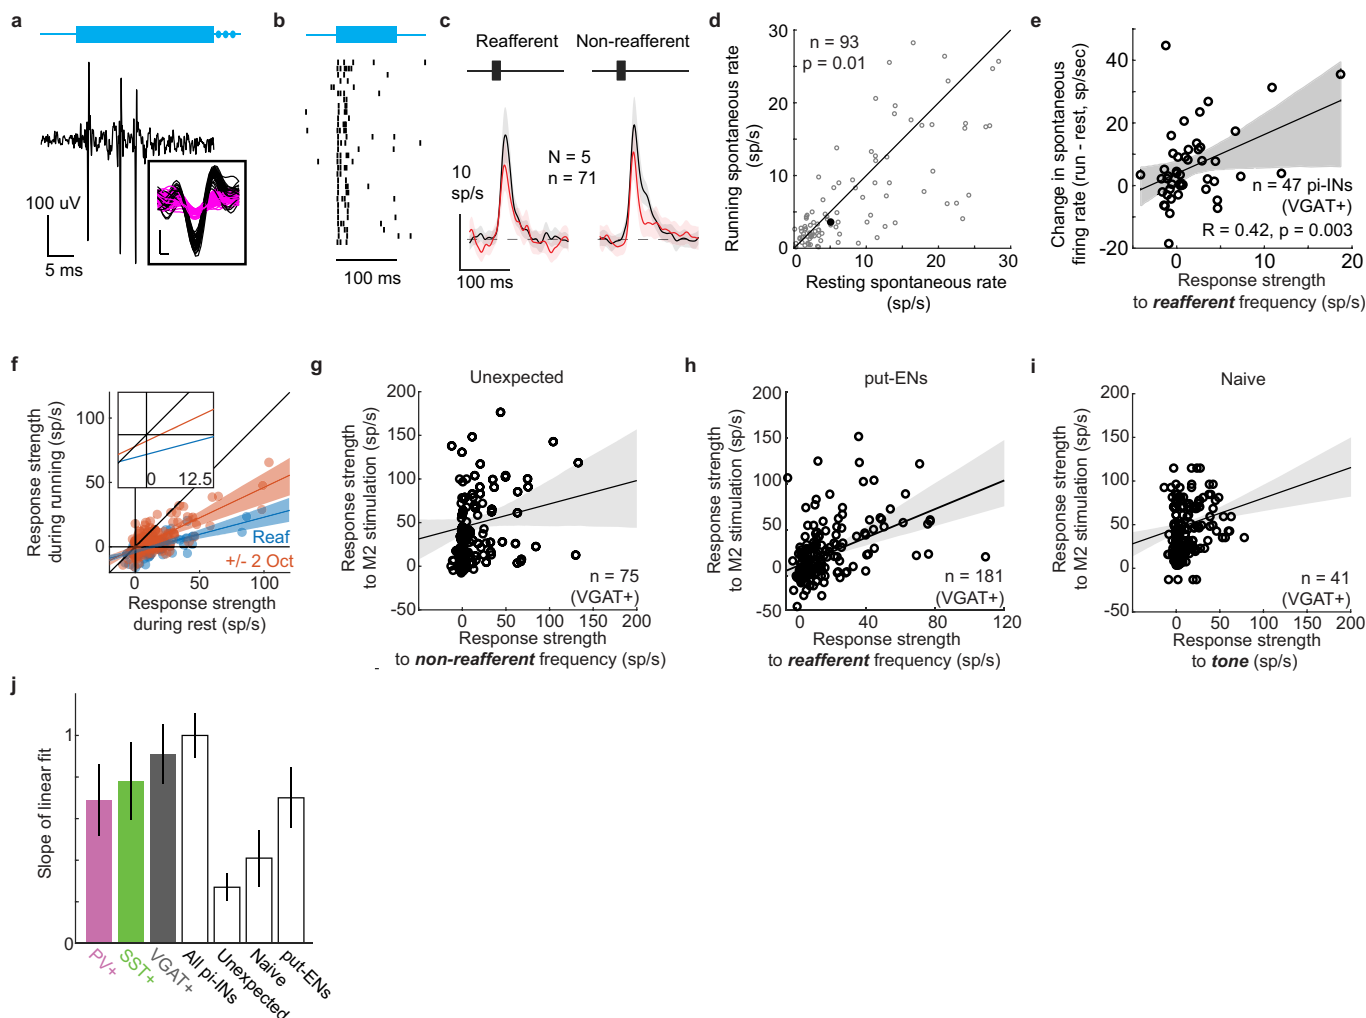 a
100 uV
5 ms
b
100 ms
c
Reafferent
Non-reafferent
10
sp/s
N = 5
n = 71
100 ms
d
n = 93
p = 0.01
30
20
10
0
0
10
20
30
Running spontaneous rate
(sp/s)
Resting spontaneous rate
(sp/s)
e
60
40
20
0
-20
0
10
20
Change in spontaneous
firing rate (run - rest, sp/sec)
n = 47 pi-INs
(VGAT+)
R = 0.42, p = 0.003
Response strength
to reafferent frequency (sp/s)
f
100
50
0
0
50
100
0
12.5
Reaf
+/- 2 Oct
Response strength
during running (sp/s)
Response strength
during rest (sp/s)
g
Unexpected
200
150
100
50
0
-50
0
50
100
150
200
Response strength
to M2 stimulation (sp/s)
n = 75
(VGAT+)
Response strength
to non-reafferent frequency (sp/s)
h
put-ENs
200
150
100
50
0
-50
0
40
80
120
Response strength
to M2 stimulation (sp/s)
n = 181
(VGAT+)
Response strength
to reafferent frequency (sp/s)
i
Naive
200
150
100
50
0
-50
0
50
100
150
200
Response strength
to M2 stimulation (sp/s)
n = 41
(VGAT+)
Response strength
to tone (sp/s)
j
1
0
Slope of linear fit
PV+
SST+
VGAT+
All pi-INs
Unexpected
Naive
put-ENs